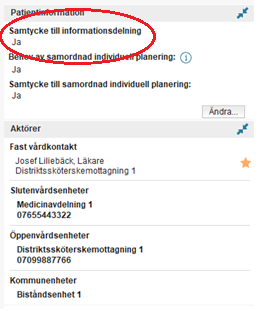 Patientinformation
Samtycke till informationsdelning
Ja
Behov av samordnad individuell planering:
Ja
Samtycke till samordnad individuell planering:
Ja
Ändra...
Aktörer
Fast vårdkontakt
Josef Liliebäck, Läkare
Distriktssköterskemottagning 1
Slutenvårdsenheter
Medicinavdelning 1
07655443322
Öppenvårdsenheter
Distriktssköterskemottagning 1
07099887766
Kommunenheter
Biståndsenhet 1